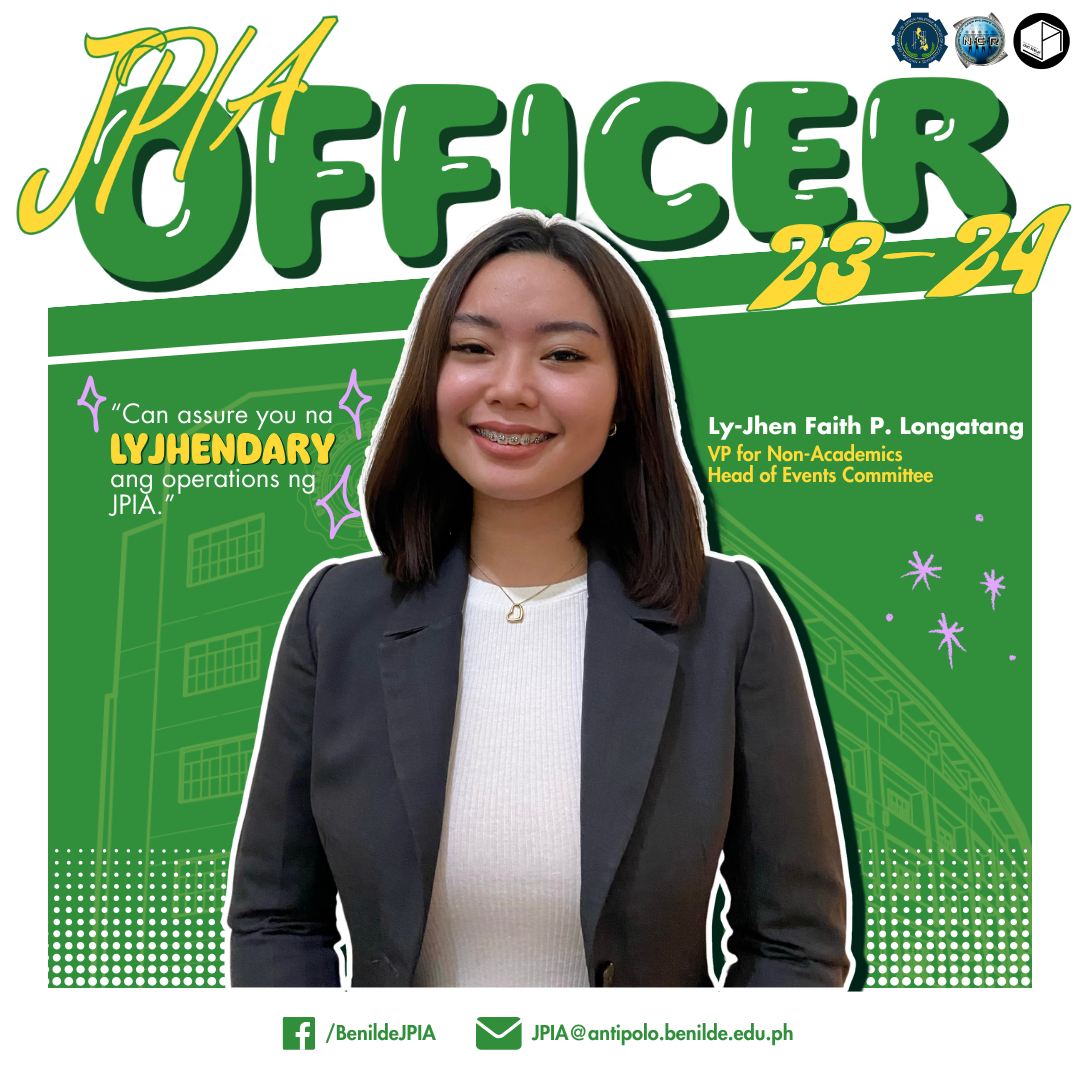 JPIA
OFFICER
23-24
NCR
“Can assure you na
LYJHENDARY
ang operations ng
JPIA.”
Ly-Jhen Faith P. Longatang
VP for Non-Academics
Head of Events Committee
/BenildeJPIA
JPIA@antipolo.benilde.edu.ph